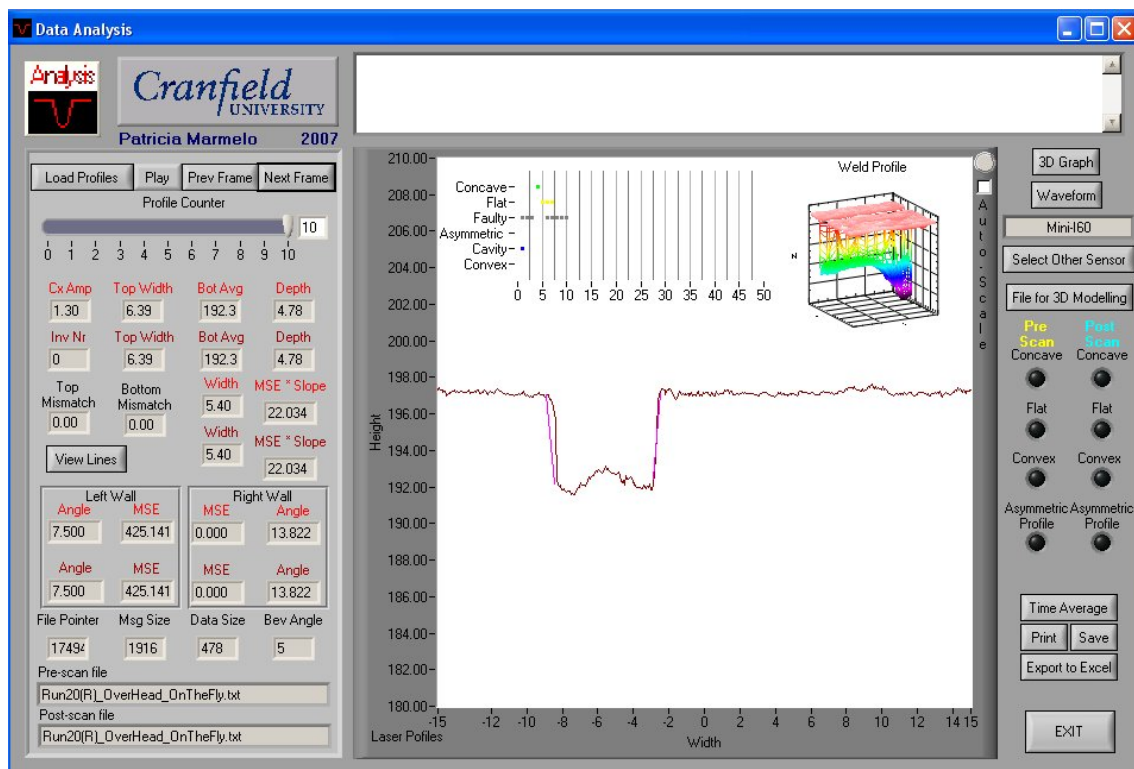 Data Analysis
Analysis
Cranfield
UNIVERSITY
Patricia Marmelo 2007
Load Profiles Play Prev Frame Next Frame
Profile Counter
10
0 1 2 3 4 5 6 7 8 9 10
Cx Amp Top Width Bot Avg Depth
1.30 6.39 192.3 4.78
Inv Nr Top Width Bot Avg Depth
0 6.39 192.3 4.78
Top Mismatch Bottom Mismatch Width MSE * Slope
0.00 0.00 5.40 22.034
Width MSE * Slope
View Lines 5.40 22.034
Left Wall Right Wall
Angle MSE MSE Angle
7.500 425.141 0.000 13.822
Angle MSE MSE Angle
7.500 425.141 0.000 13.822
File Pointer Msg Size Data Size Bev Angle
1749 1916 478 5
Pre-scan file
Run20(R)_OverHead_OnTheFly.txt
Post-scan file
Run20(R)_OverHead_OnTheFly.txt
210.00
208.00
206.00
204.00
202.00
200.00
198.00
196.00
194.00
192.00
190.00
188.00
186.00
184.00
182.00
180.00
Height
-15 -12 -10 -8 -6 -4 -2 0 2 4 6 8 10 12 14 15
Laser Pofiles
Width
Concave
Flat
Faulty
Asymmetric
Cavity
Convex
0 5 10 15 20 25 30 35 40 45 50
Weld Profile
Z
Auto-Scale
3D Graph
Waveform
Mini-I60
Select Other Sensor
File for 3D Modelling
Pre Scan Post Scan
Concave Concave
Flat Flat
Convex Convex
Asymmetric Profile Asymmetric Profile
Time Average
Print Save
Export to Excel
EXIT